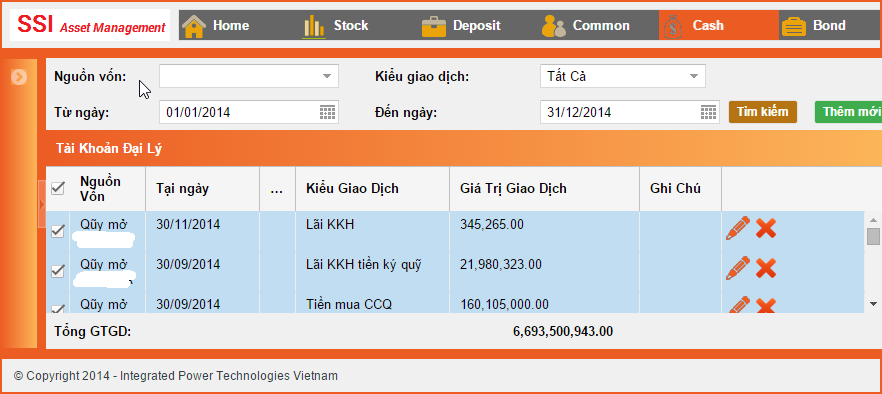 SSI Asset Management Home Stock Deposit Common Cash Bond
Nguồn vốn: Kiểu giao dịch: Tất Cả
Từ ngày: 01/01/2014 Đến ngày: 31/12/2014 Tìm kiếm Thêm mới
Tài Khoản Đại Lý
Nguồn Vốn Tại ngày ... Kiểu Giao Dịch Giá Trị Giao Dịch Ghi Chú
Qũy mở 30/11/2014 Lãi KKH 345,265.00
Qũy mở 30/09/2014 Lãi KKH tiền ký quỹ 21,980,323.00
Qũy mở 30/09/2014 Tiền mua CCQ 160,105,000.00
Tổng GTGD: 6,693,500,943.00
© Copyright 2014 - Integrated Power Technologies Vietnam